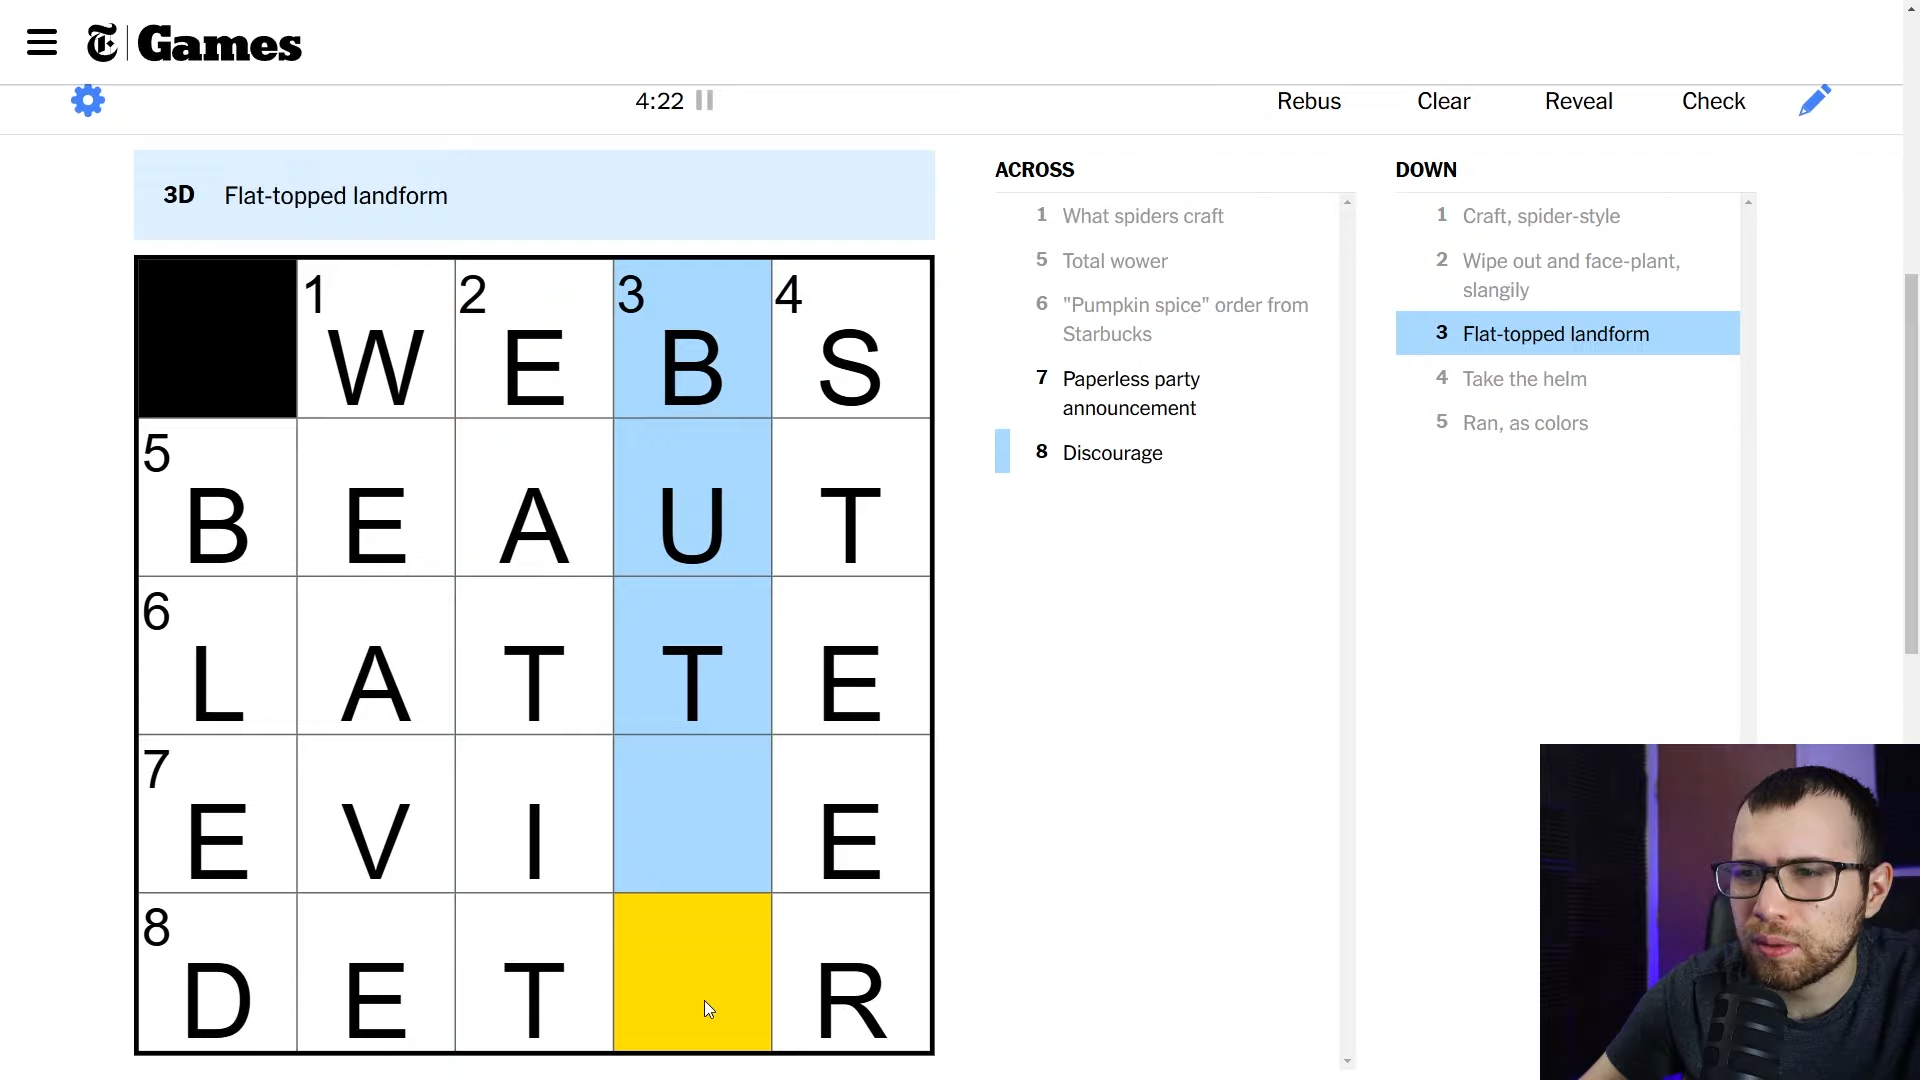 T Games
4:22
Rebus Clear Reveal Check
3D Flat-topped landform
1 2 3 4
W E B S
5
B E A U T
6
L A T T E
7
E V I E
8
D E T R
ACROSS
1 What spiders craft
5 Total wower
6 "Pumpkin spice" order from
Starbucks
7 Paperless party
announcement
8 Discourage
DOWN
1 Craft, spider-style
2 Wipe out and face-plant,
slangily
3 Flat-topped landform
4 Take the helm
5 Ran, as colors